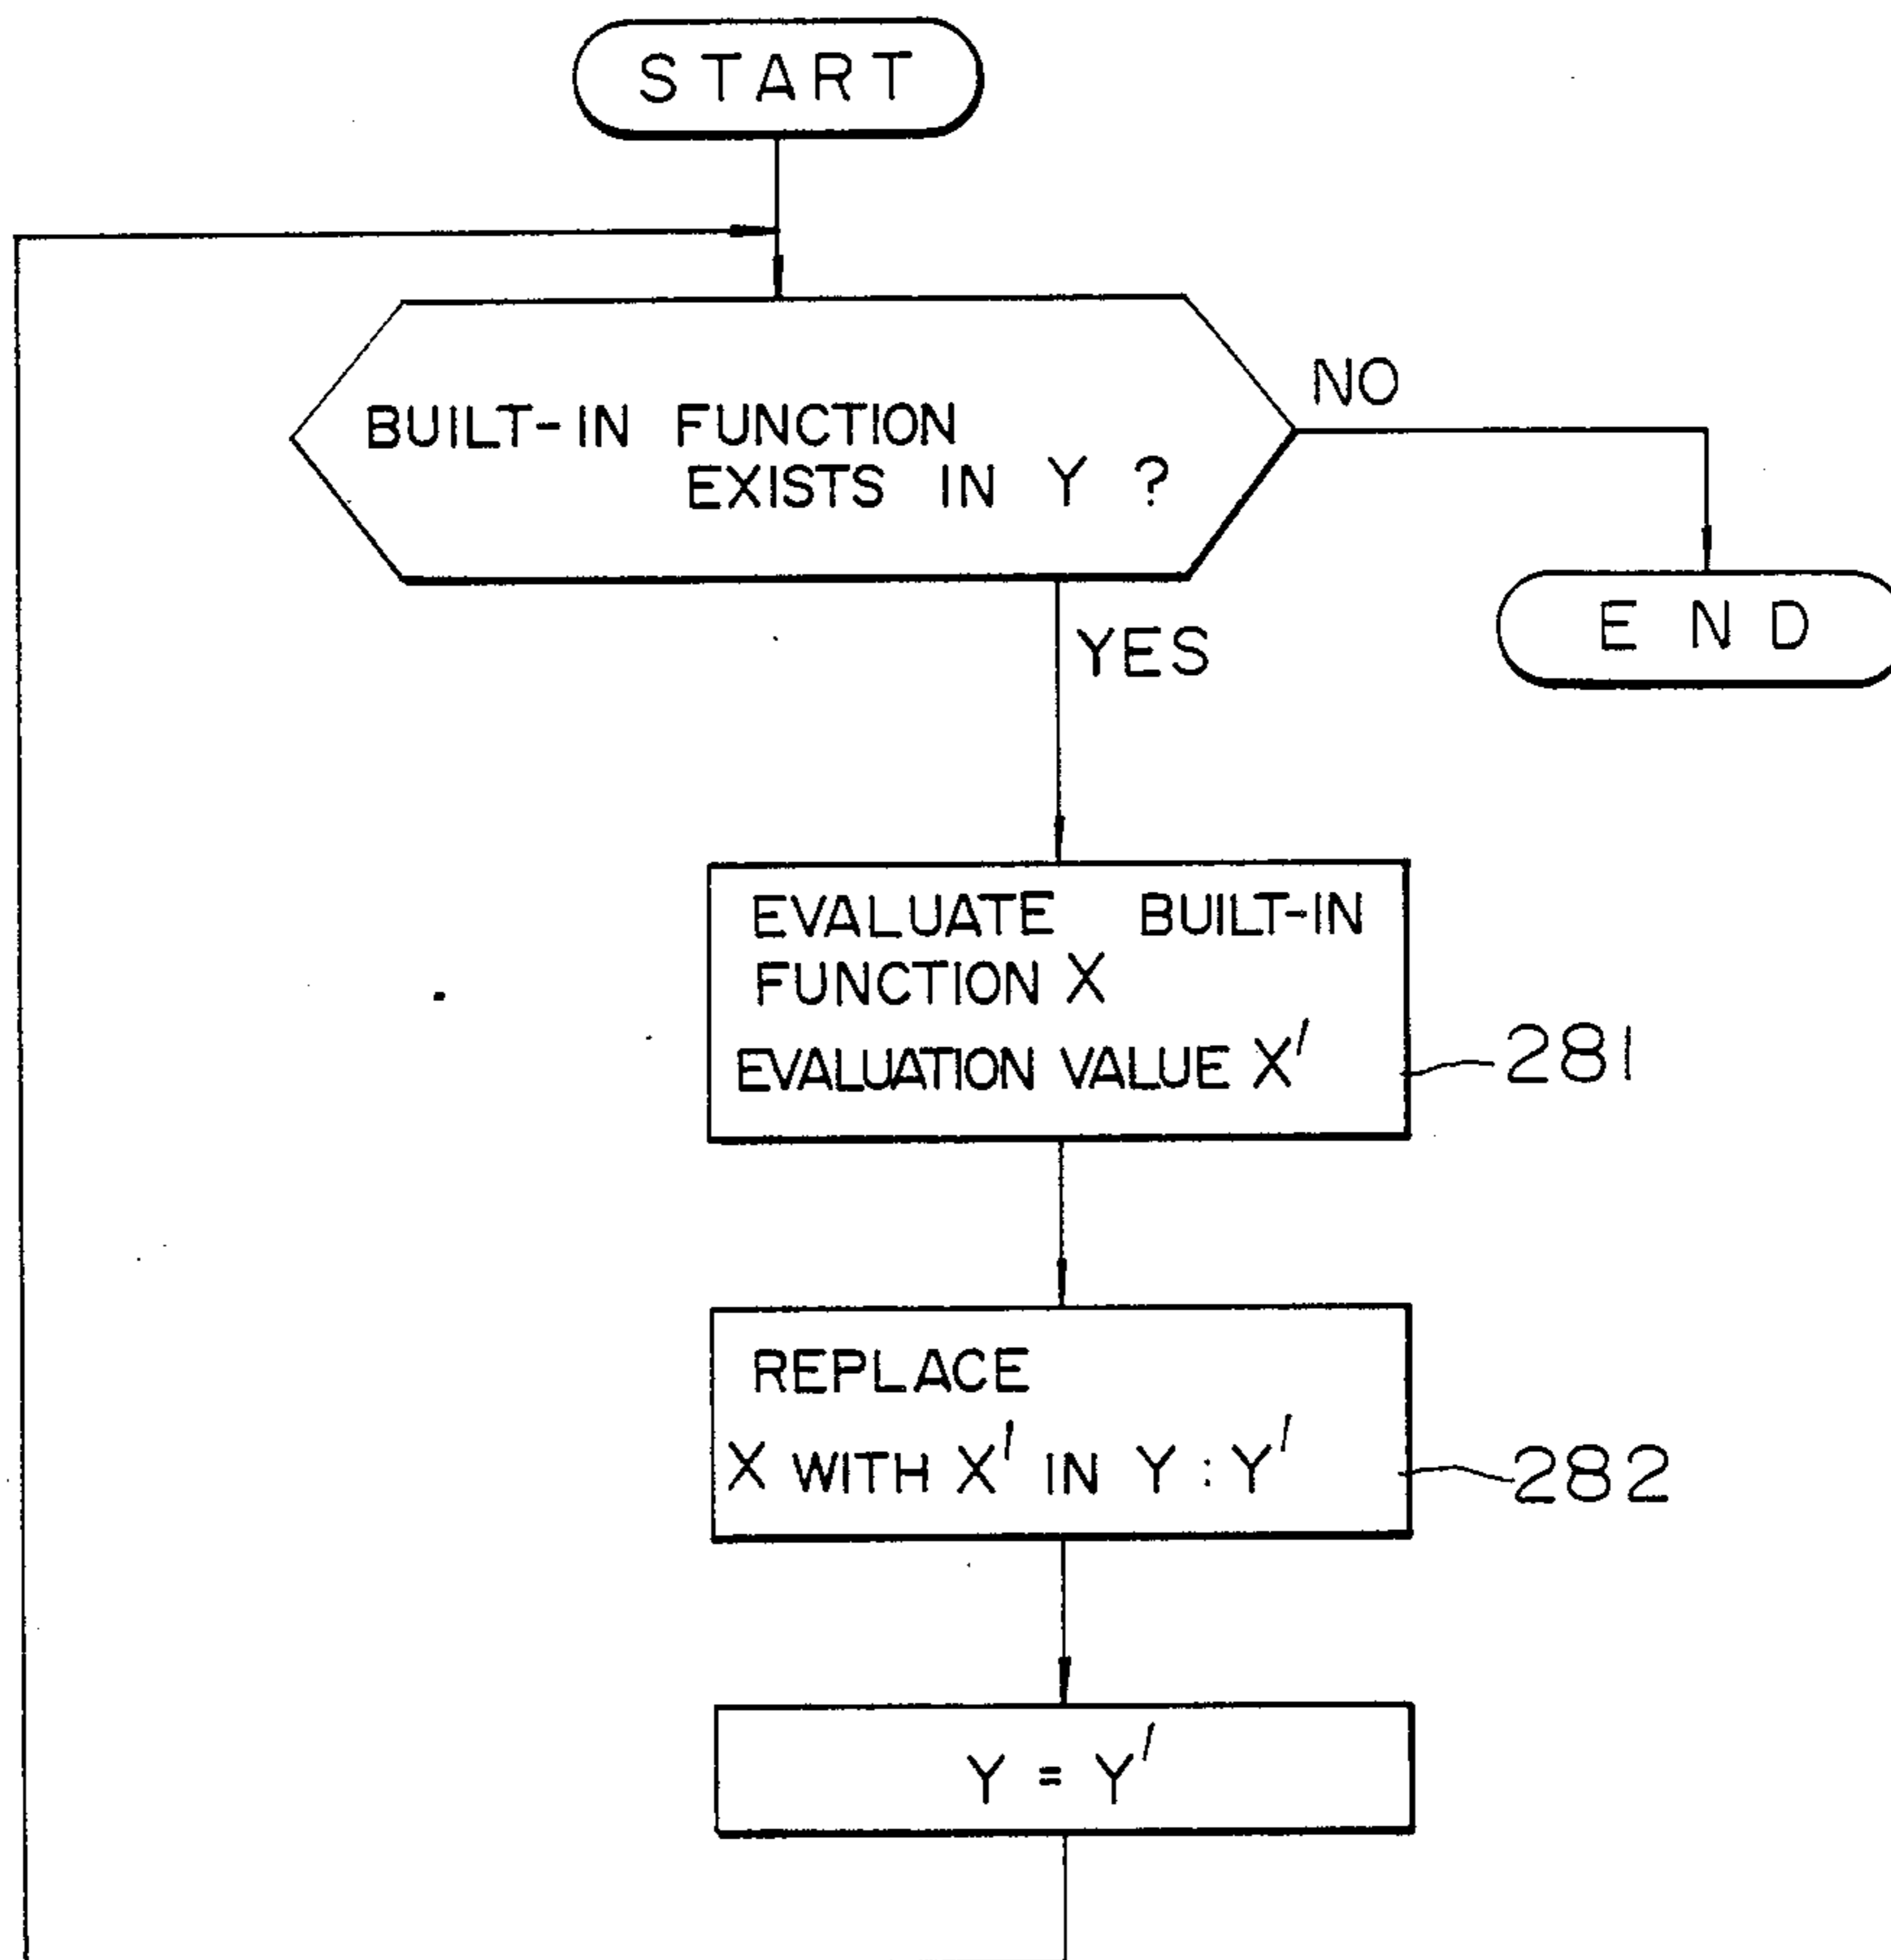 START
BUILT-IN FUNCTION
EXISTS IN Y ?
NO
END
YES
EVALUATE BUILT-IN
FUNCTION X
EVALUATION VALUE X'
281
REPLACE
X WITH X' IN Y : Y'
282
Y = Y'